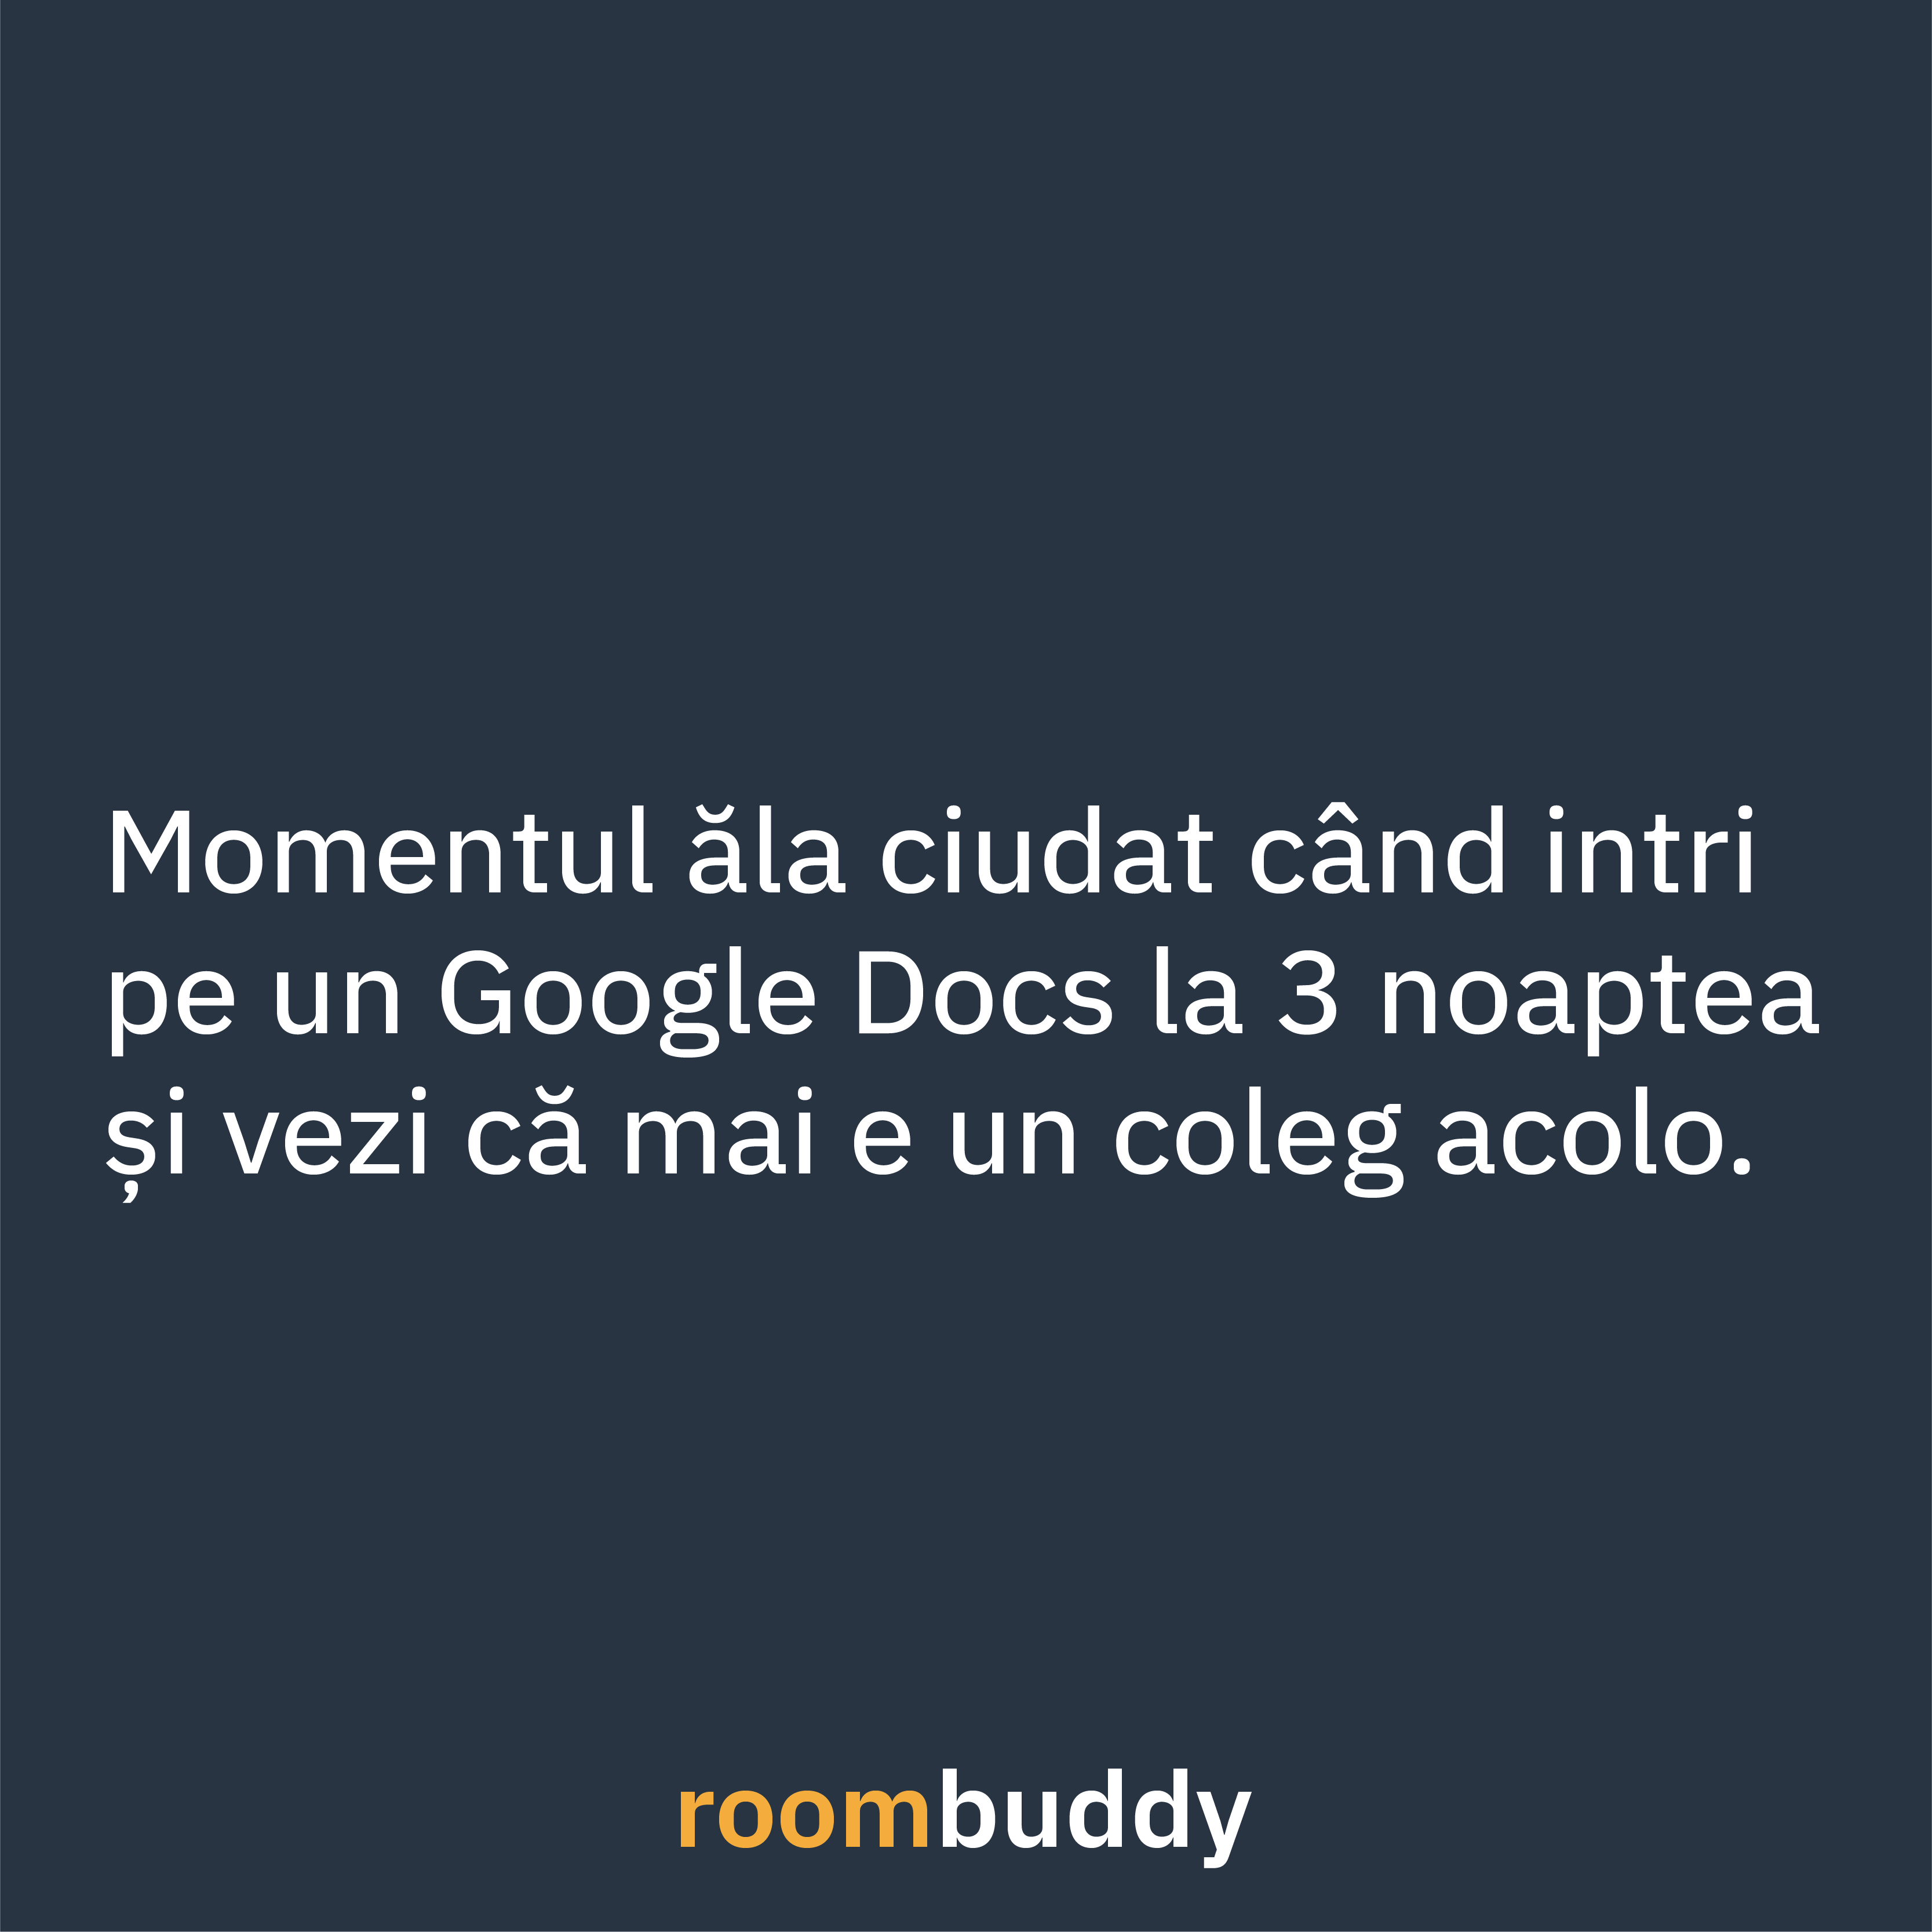 Momentul ăla ciudat când intri
pe un Google Docs la 3 noaptea
și vezi că mai e un coleg acolo.
roombuddy